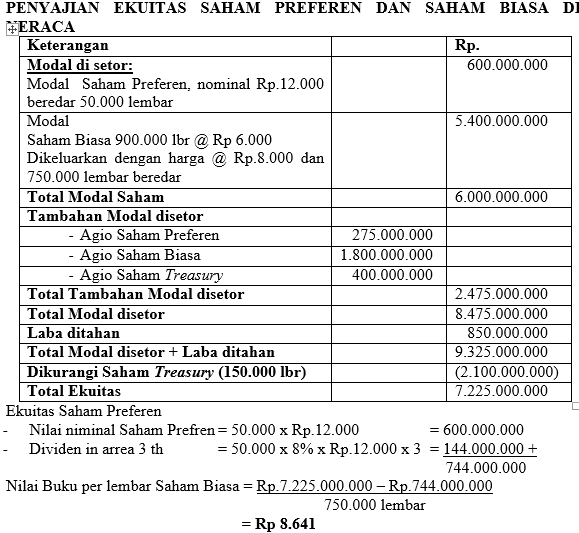 PENYAJIAN EKUITAS SAHAM PREFEREN DAN SAHAM BIASA DI
NERACA
Keterangan Rp.
Modal di setor: 600.000.000
Modal Saham Preferen, nominal Rp.12.000
beredar 50.000 lembar
Modal 5.400.000.000
Saham Biasa 900.000 lbr @ Rp 6.000
Dikeluarkan dengan harga @ Rp.8.000 dan
750.000 lembar beredar
Total Modal Saham 6.000.000.000
Tambahan Modal disetor
- Agio Saham Preferen 275.000.000
- Agio Saham Biasa 1.800.000.000
- Agio Saham Treasury 400.000.000
Total Tambahan Modal disetor 2.475.000.000
Total Modal disetor 8.475.000.000
Laba ditahan 850.000.000
Total Modal disetor + Laba ditahan 9.325.000.000
Dikurangi Saham Treasury (150.000 lbr) (2.100.000.000)
Total Ekuitas 7.225.000.000
Ekuitas Saham Preferen
- Nilai niminal Saham Prefren = 50.000 x Rp.12.000 = 600.000.000
- Dividen in area 3 th = 50.000 x 8% x Rp.12.000 x 3 = 144.000.000 +
744.000.000
Nilai Buku per lembar Saham Biasa = Rp.7.225.000.000 – Rp.744.000.000
750.000 lembar
= Rp 8.641